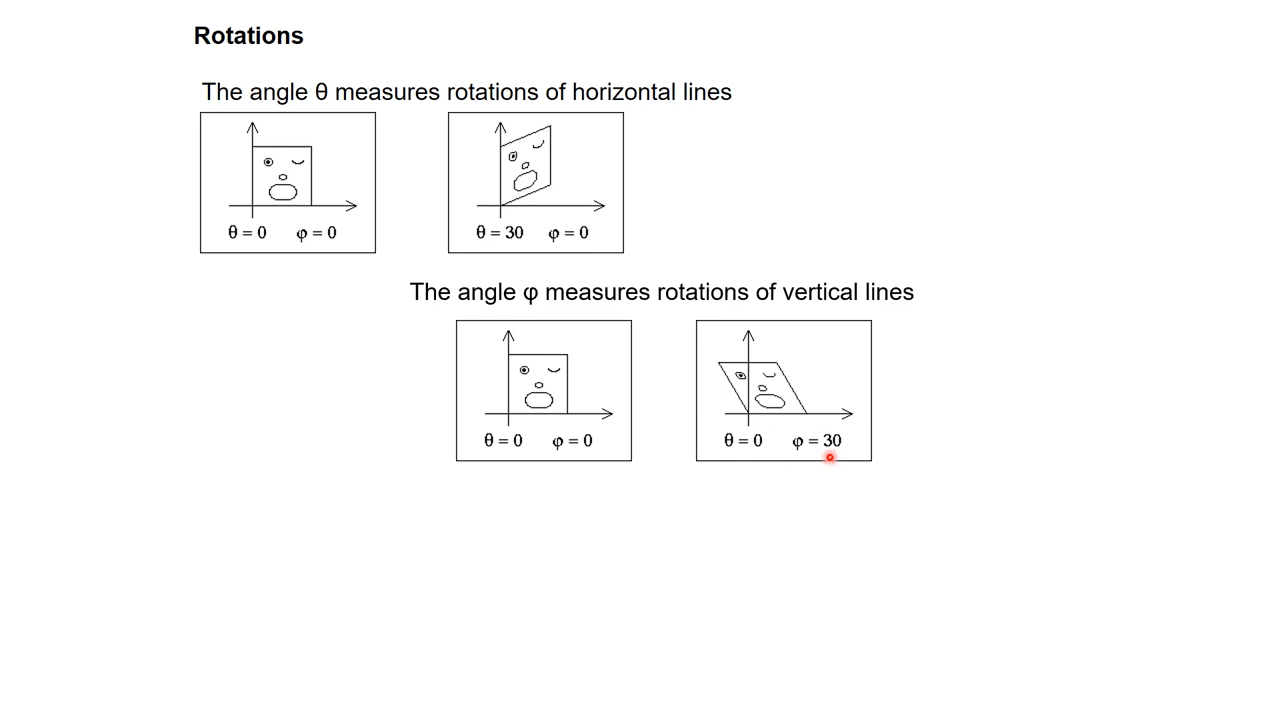 Rotations
The angle θ measures rotations of horizontal lines
θ = 0 φ = 0
θ = 30 φ = 0
The angle φ measures rotations of vertical lines
θ = 0 φ = 0
θ = 0 φ = 30